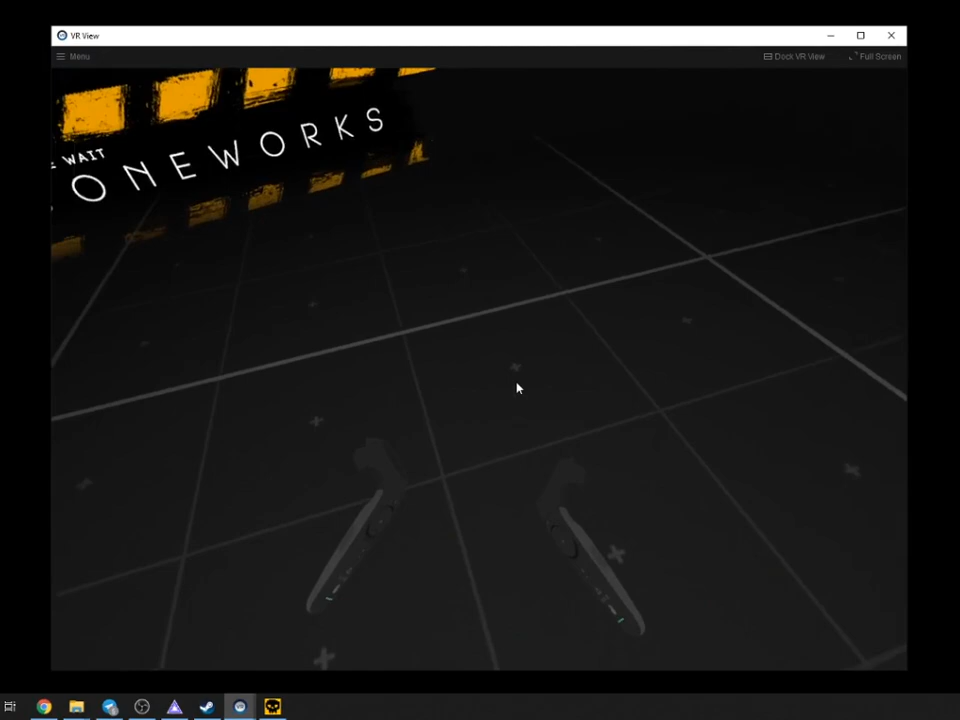 VR View
Menu
Dock VR View
Full Screen
WAIT
ONEWORKS